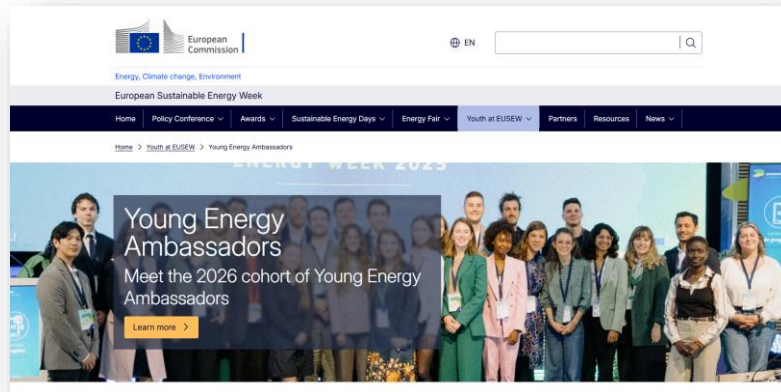 European
Commission
EN
Energy, Climate change, Environment
European Sustainable Energy Week
Home Policy Conference Awards Sustainable Energy Days Energy Fair Youth at EUSEW Partners Resources News
Home > Youth at EUSEW > Young Energy Ambassadors
ENERGY WEEK 2025
Young Energy
Ambassadors
Meet the 2026 cohort of Young Energy
Ambassadors
Learn more >